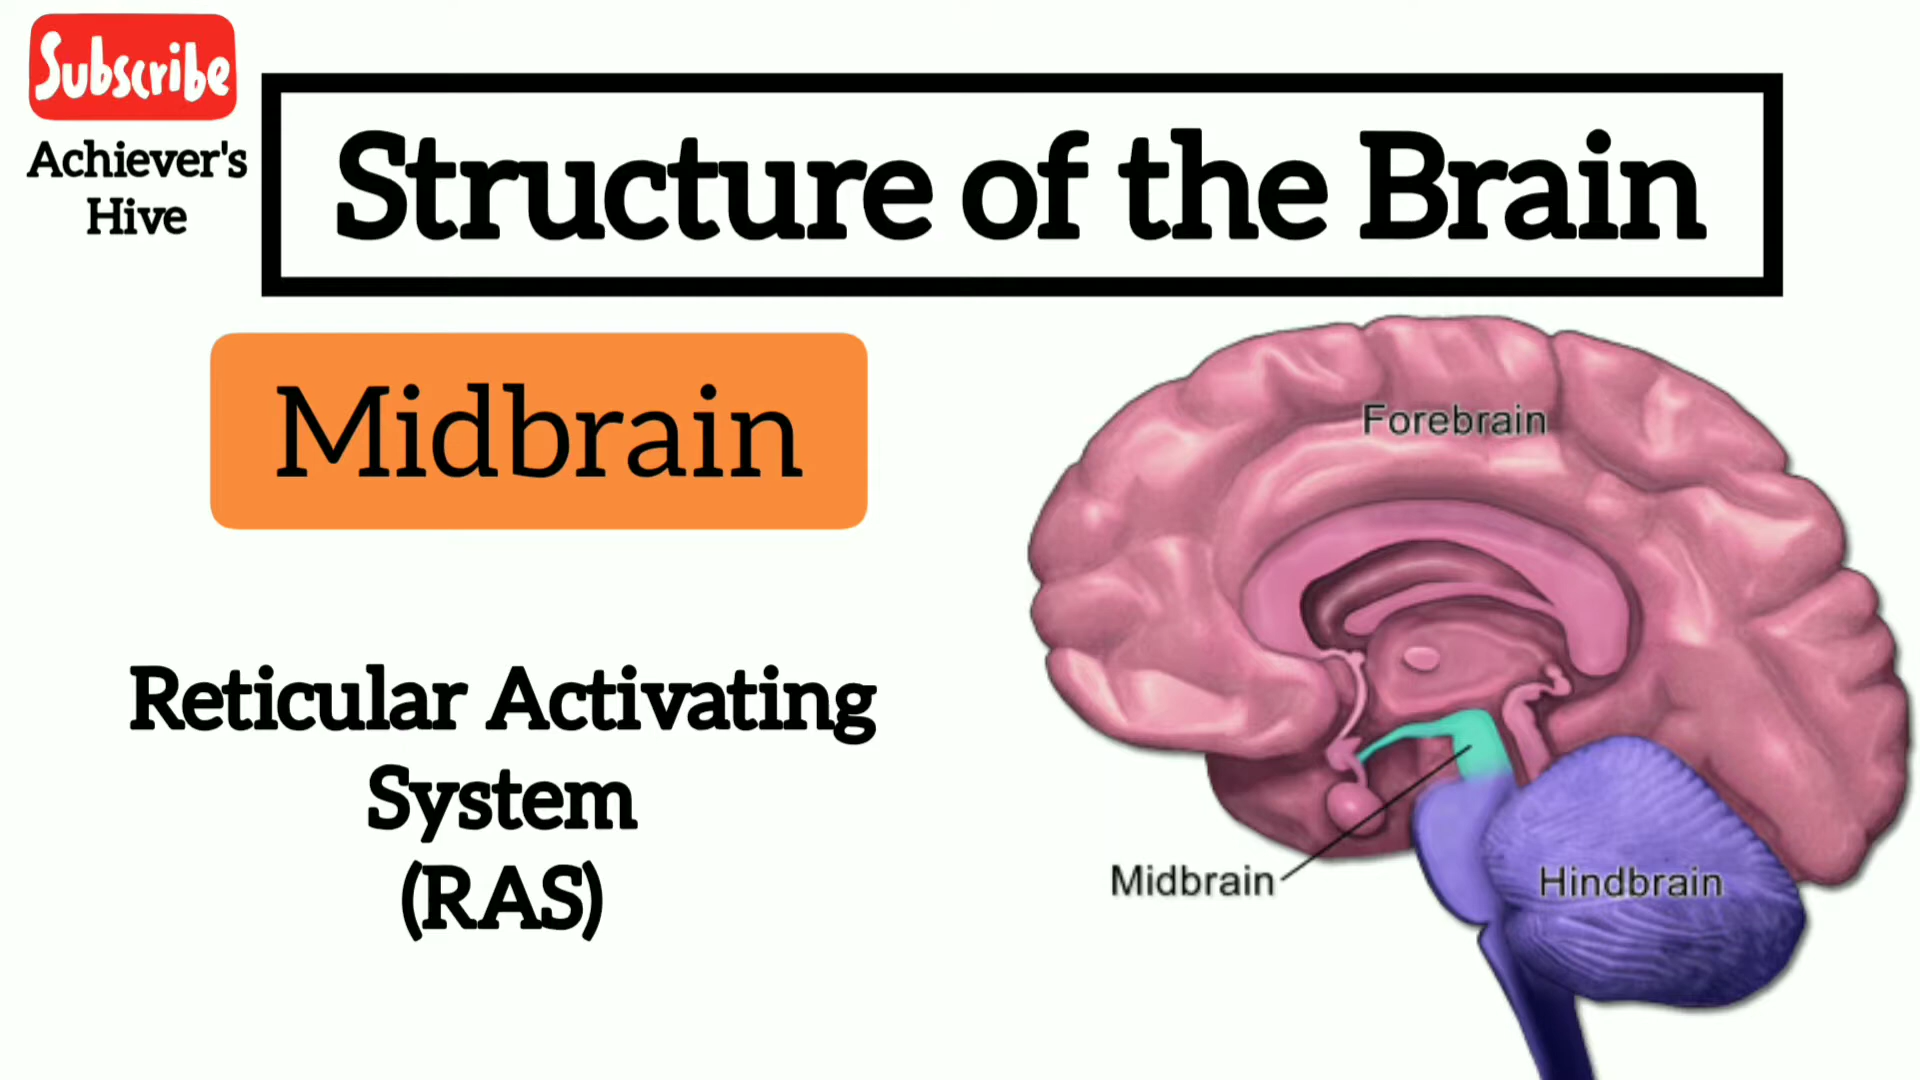 Subscribe
Achiever's
Hive
Structure of the Brain
Midbrain
Reticular Activating
System
(RAS)
Forebrain
Midbrain
Hindbrain